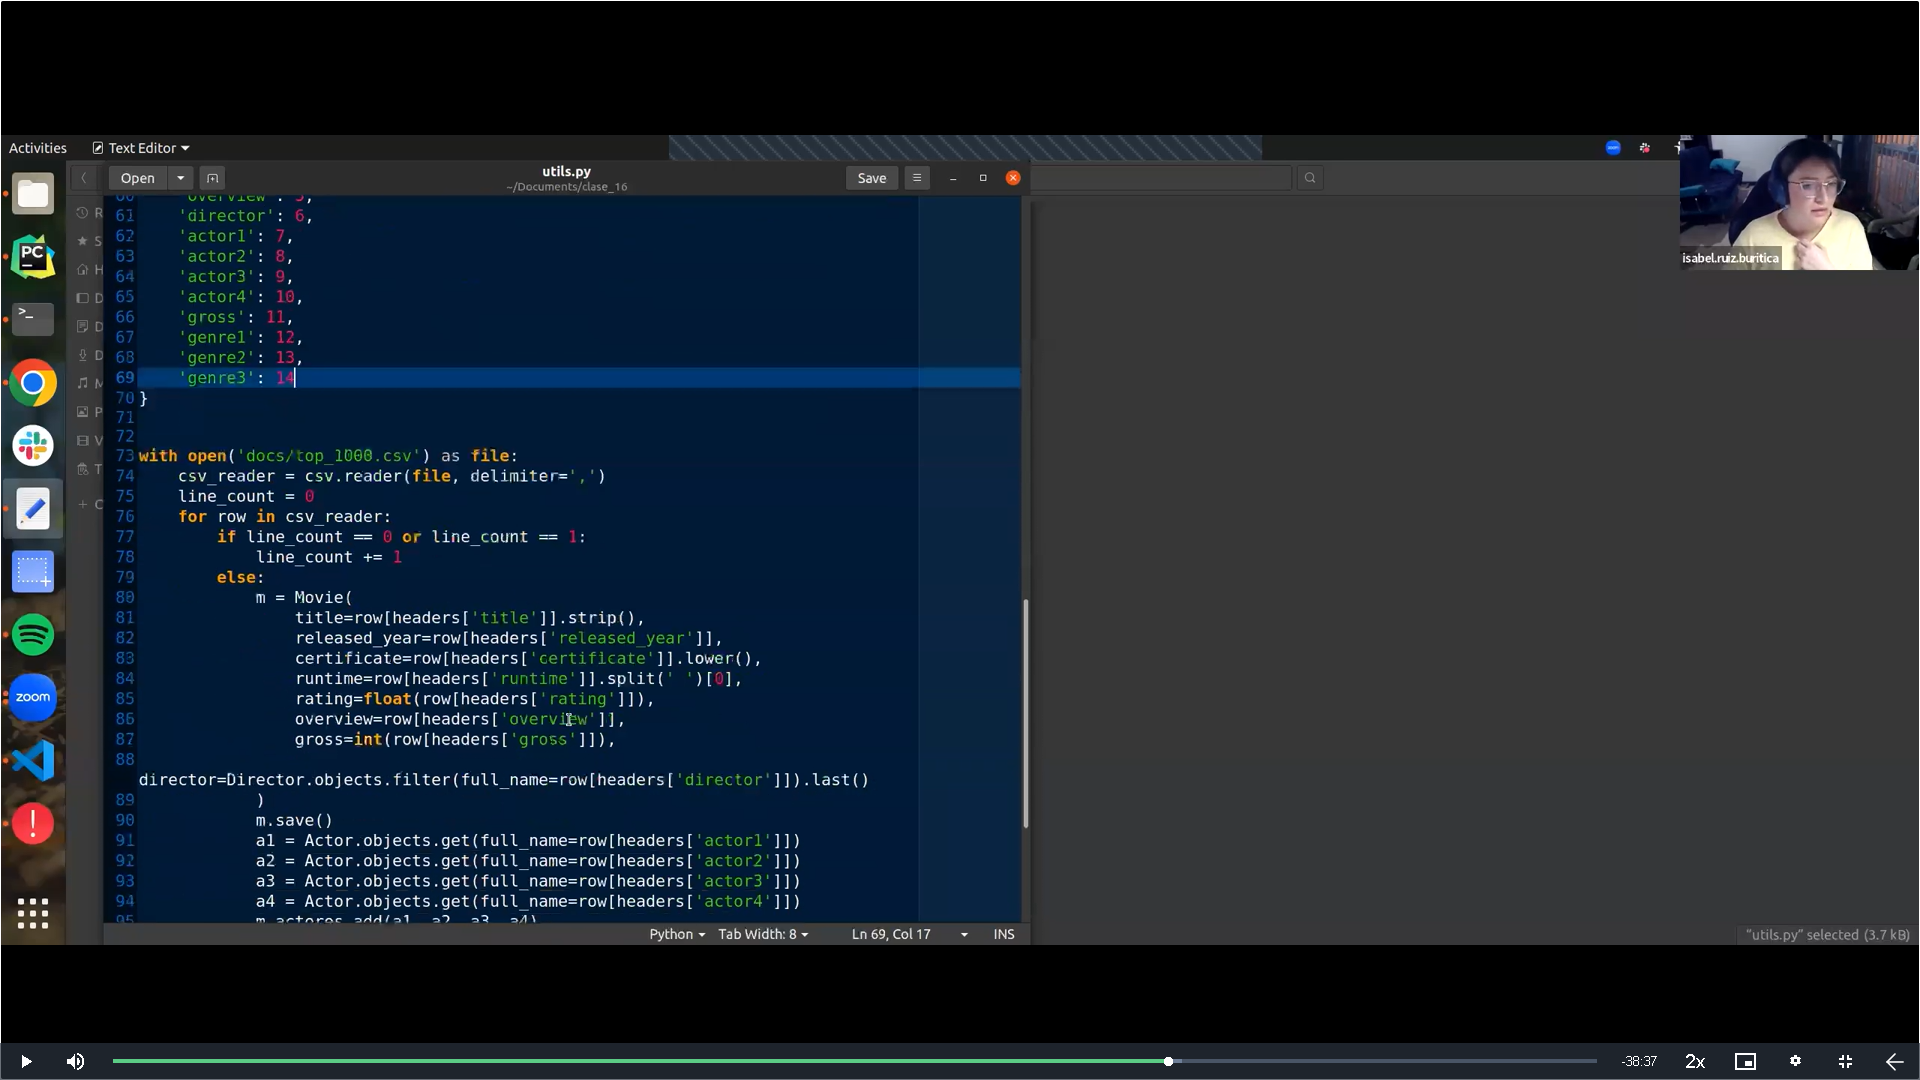 Activities
Text Editor
isabel.ruiz.buritica
Open
utils.py
~/Documents/clase_16
Save
60 'overview': 5,
61 'director': 6,
62 'actor1': 7,
63 'actor2': 8,
64 'actor3': 9,
65 'actor4': 10,
66 'gross': 11,
67 'genre1': 12,
68 'genre2': 13,
69 'genre3': 14
70 }
71
72
73 with open('docs/top_1000.csv') as file:
74 csv_reader = csv.reader(file, delimiter=',')
75 line_count = 0
76 for row in csv_reader:
77 if line_count == 0 or line_count == 1:
78 line_count += 1
79 else:
80 m = Movie(
81 title=row[headers['title']].strip(),
82 released_year=row[headers['released_year']],
83 certificate=row[headers['certificate']].lower(),
84 runtime=row[headers['runtime']].split(' ')[0],
85 rating=float(row[headers['rating']]),
86 overview=row[headers['overview']],
87 gross=int(row[headers['gross']]),
88
director=Director.objects.filter(full_name=row[headers['director']]).last()
89 )
90 m.save()
91 a1 = Actor.objects.get(full_name=row[headers['actor1']])
92 a2 = Actor.objects.get(full_name=row[headers['actor2']])
93 a3 = Actor.objects.get(full_name=row[headers['actor3']])
94 a4 = Actor.objects.get(full_name=row[headers['actor4']])
95 m.actores.add(a1, a2, a3, a4)
Python
Tab Width: 8
Ln 69, Col 17
INS
"utils.py" selected (3.7 kB)
PC
zoom
-38:37
2x